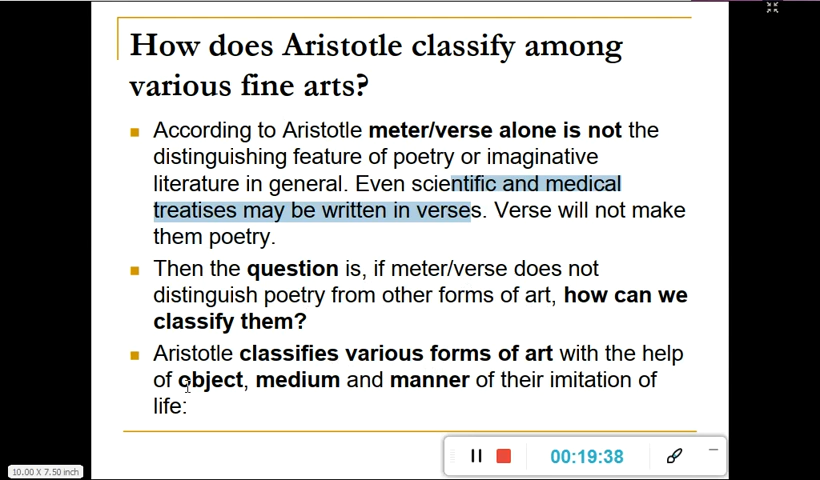 How does Aristotle classify among
various fine arts?
According to Aristotle meter/verse alone is not the
distinguishing feature of poetry or imaginative
literature in general. Even scientific and medical
treatises may be written in verses. Verse will not make
them poetry.
Then the question is, if meter/verse does not
distinguish poetry from other forms of art, how can we
classify them?
Aristotle classifies various forms of art with the help
of object, medium and manner of their imitation of
life:
00:19:38
10.00 X 7.50 inch